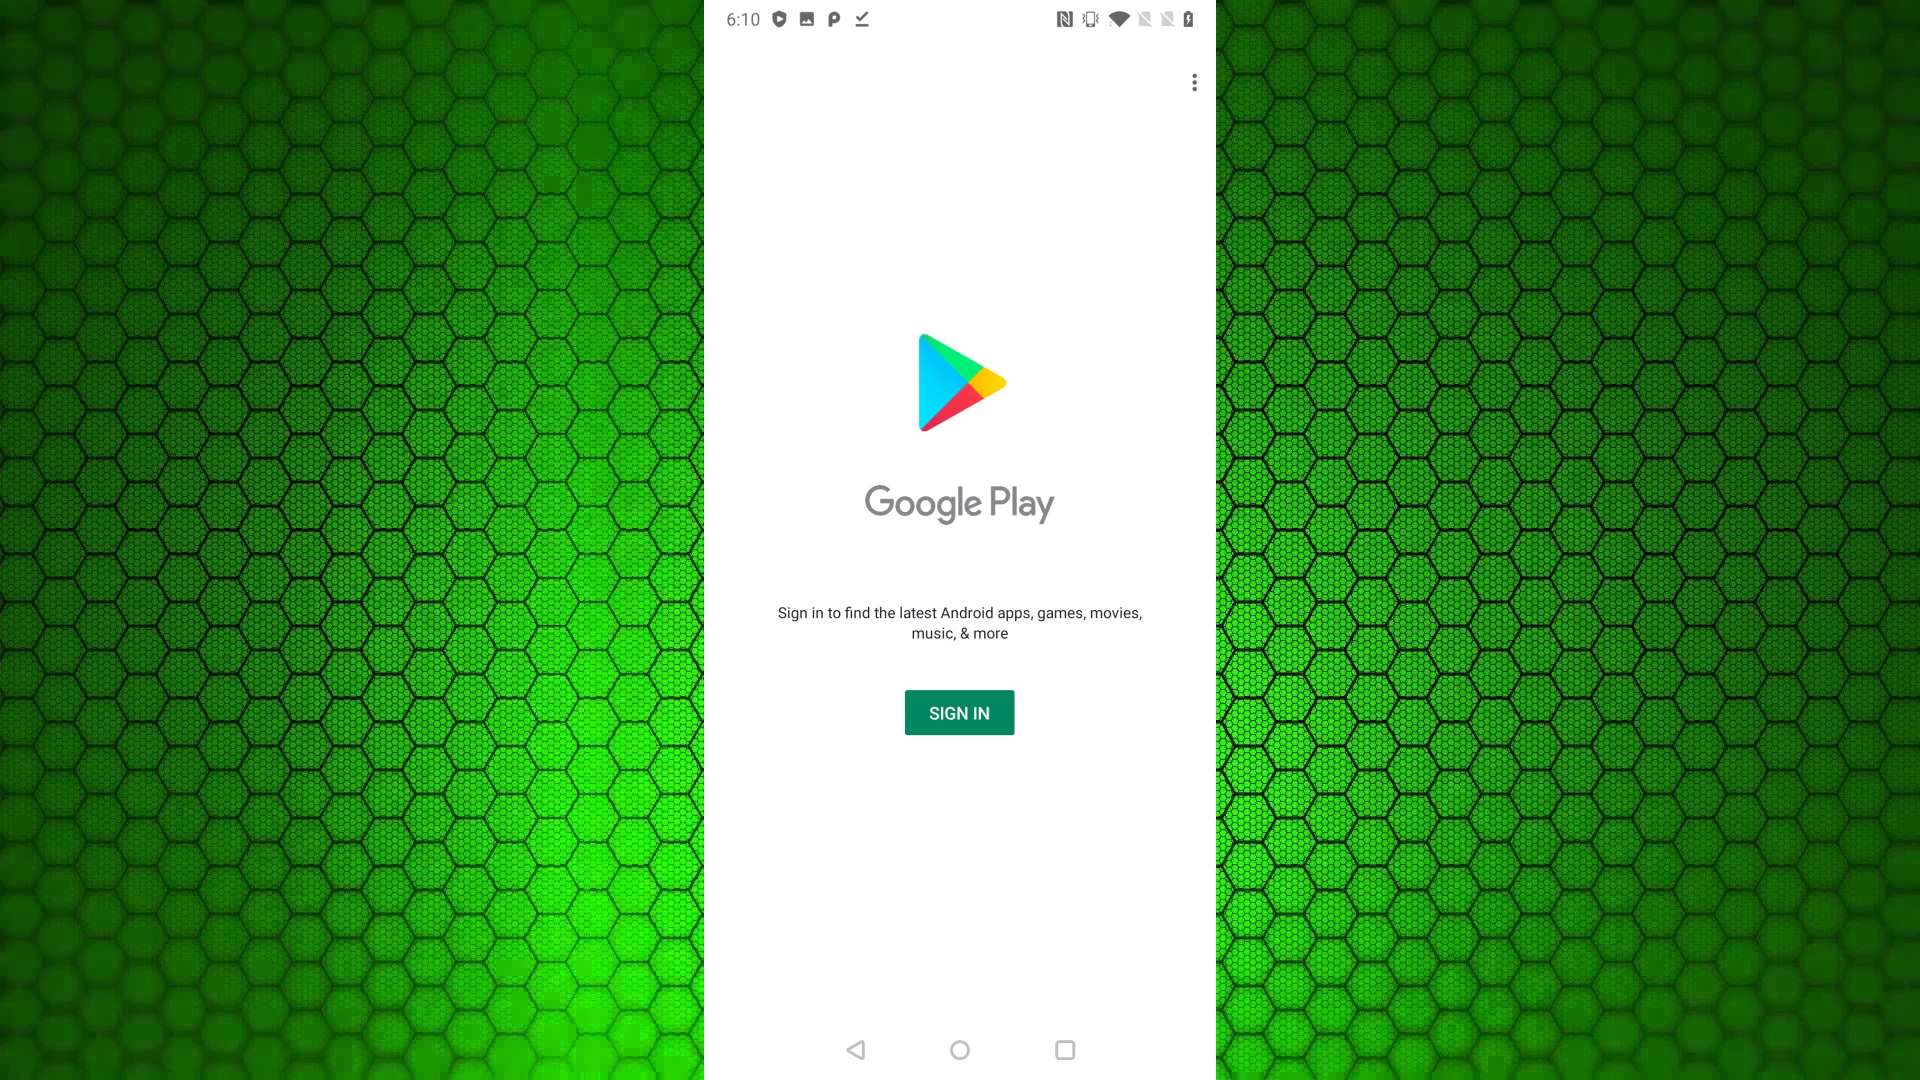 6:10
Google Play
Sign in to find the latest Android apps, games, movies,
music, & more
SIGN IN